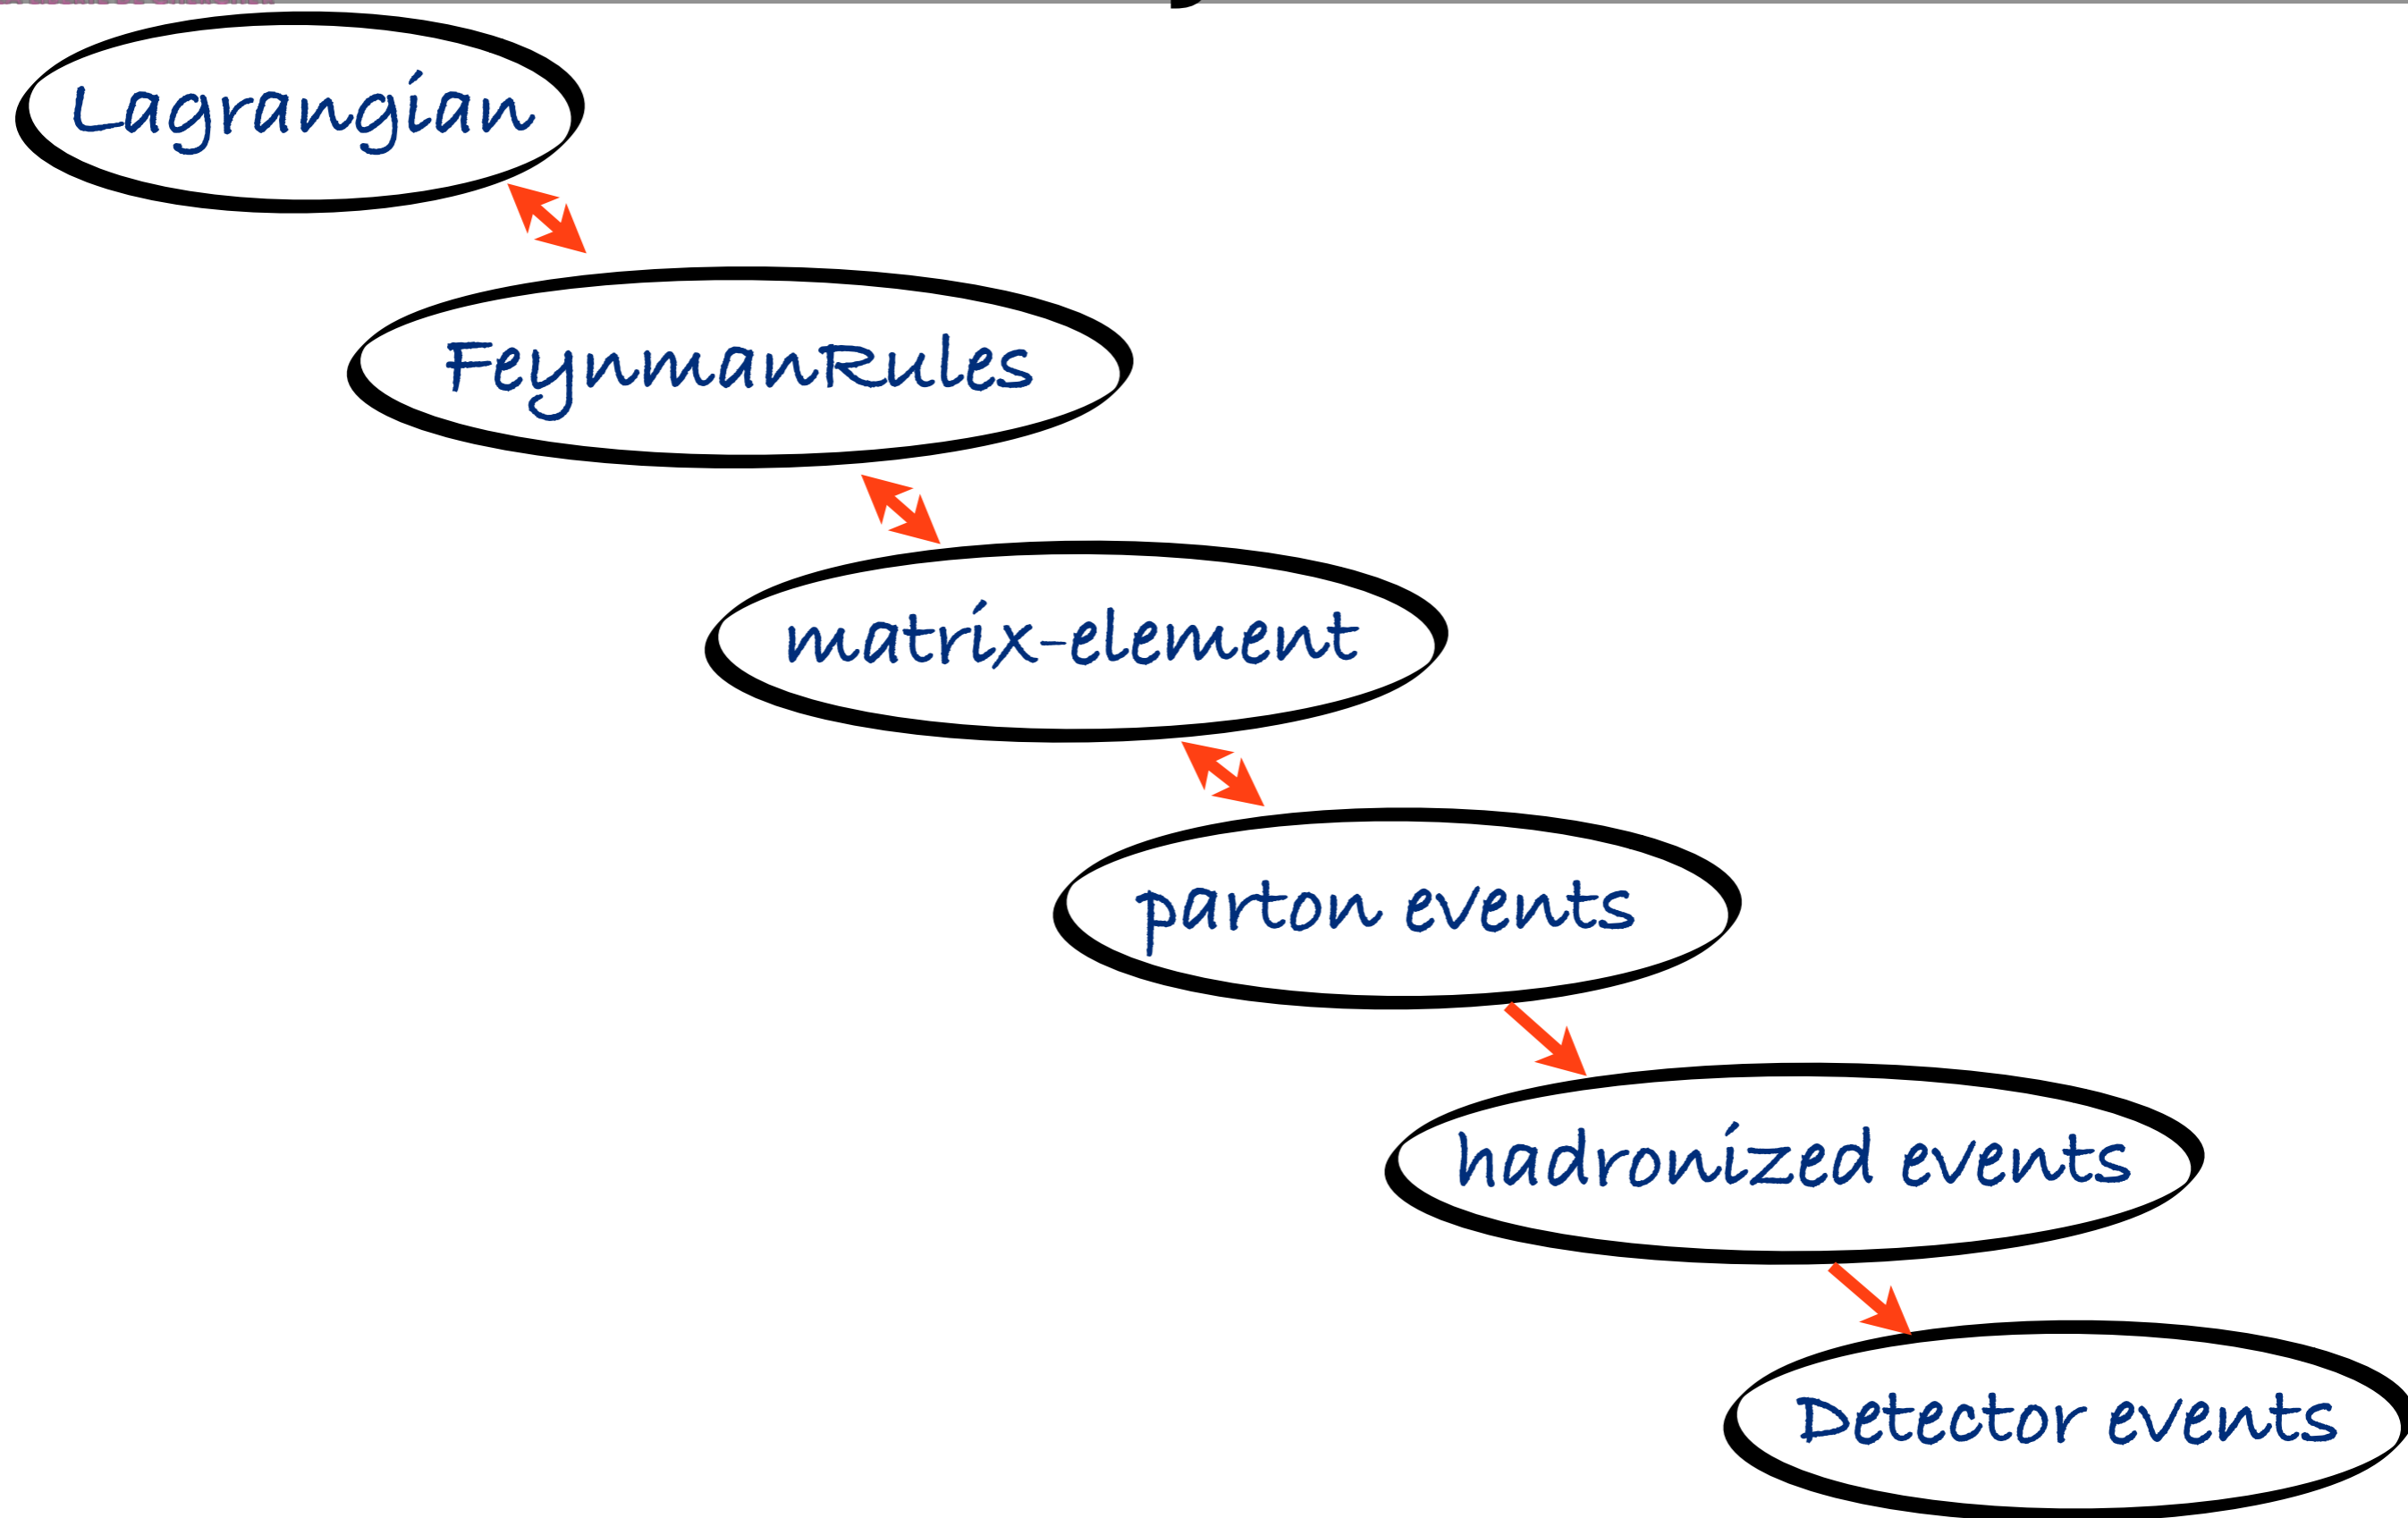 Lagrangian
FeynmanRules
matrix-element
parton events
hadronized events
Detector events